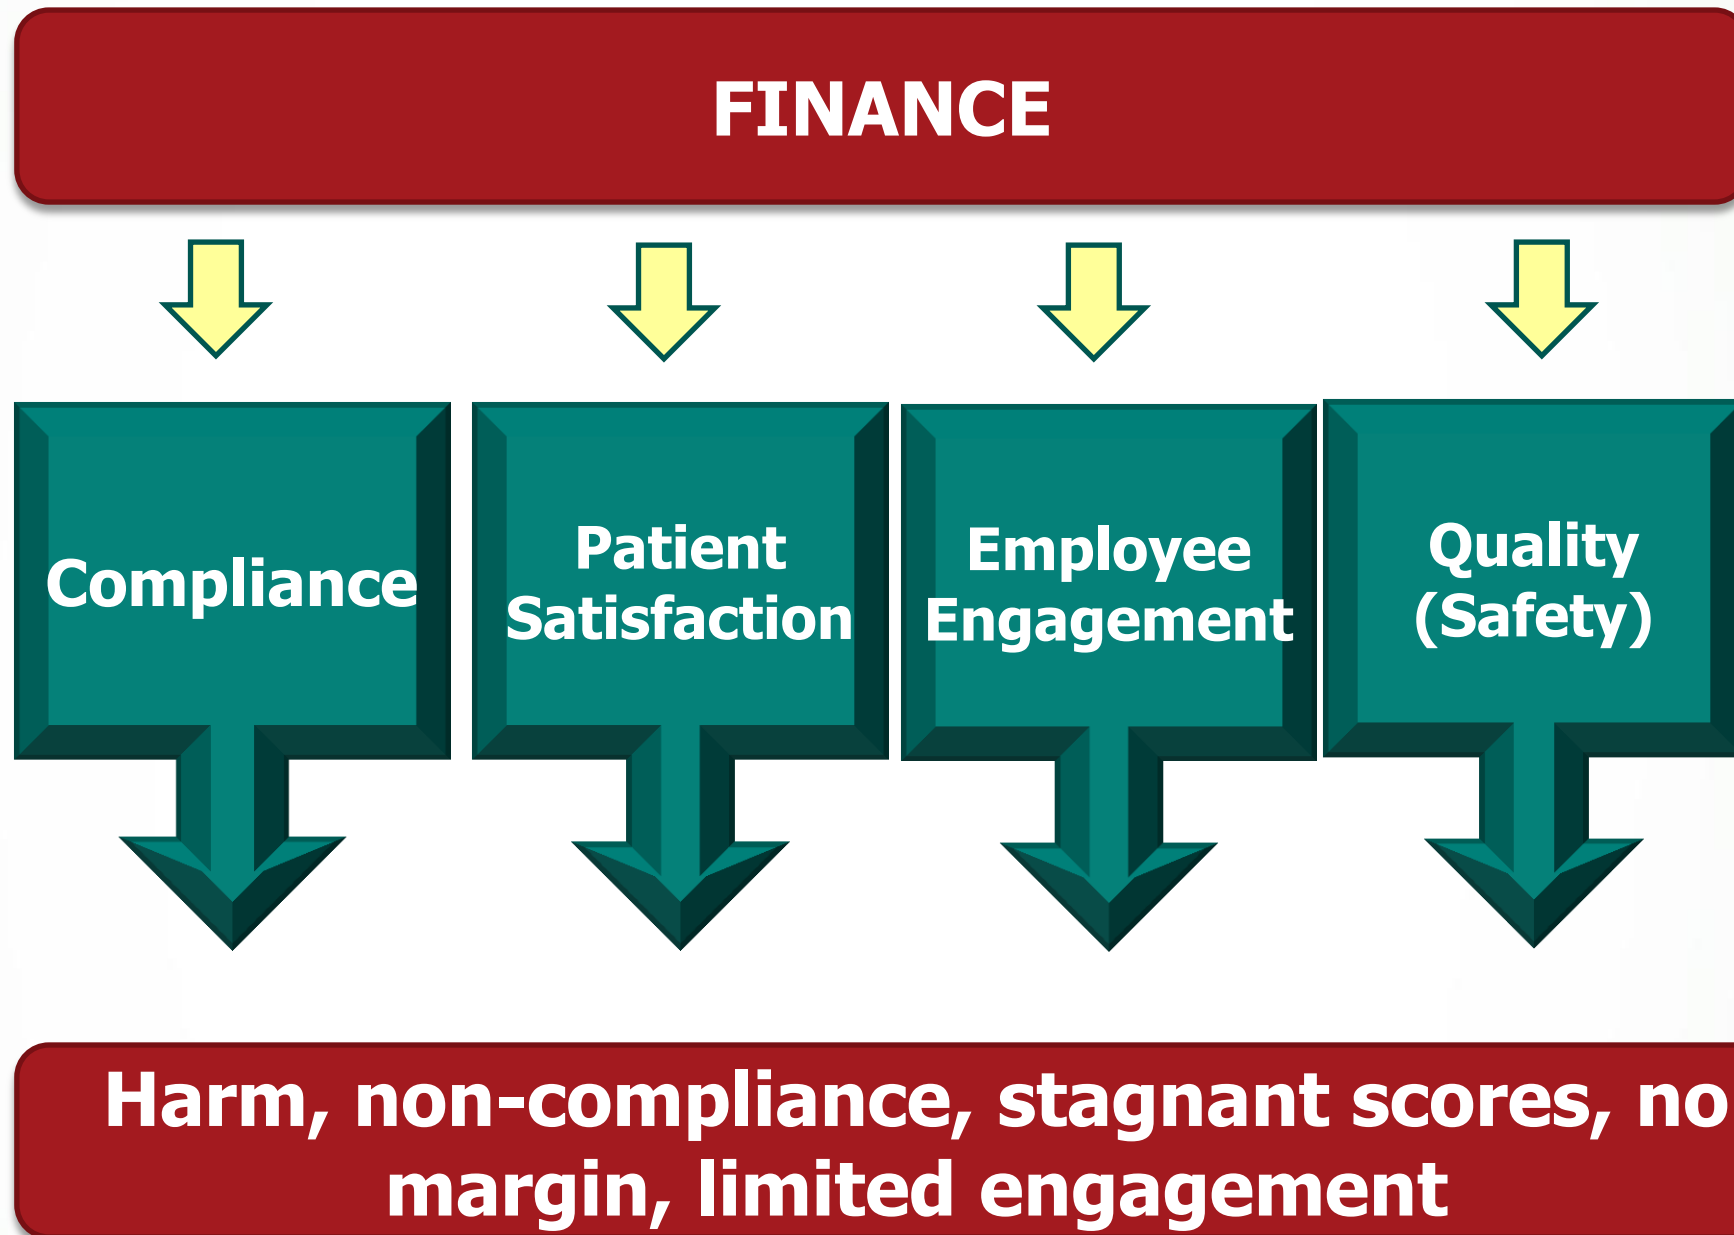 FINANCE
Compliance
Patient
Satisfaction
Employee
Engagement
Quality
(Safety)
Harm, non-compliance, stagnant scores, no
margin, limited engagement